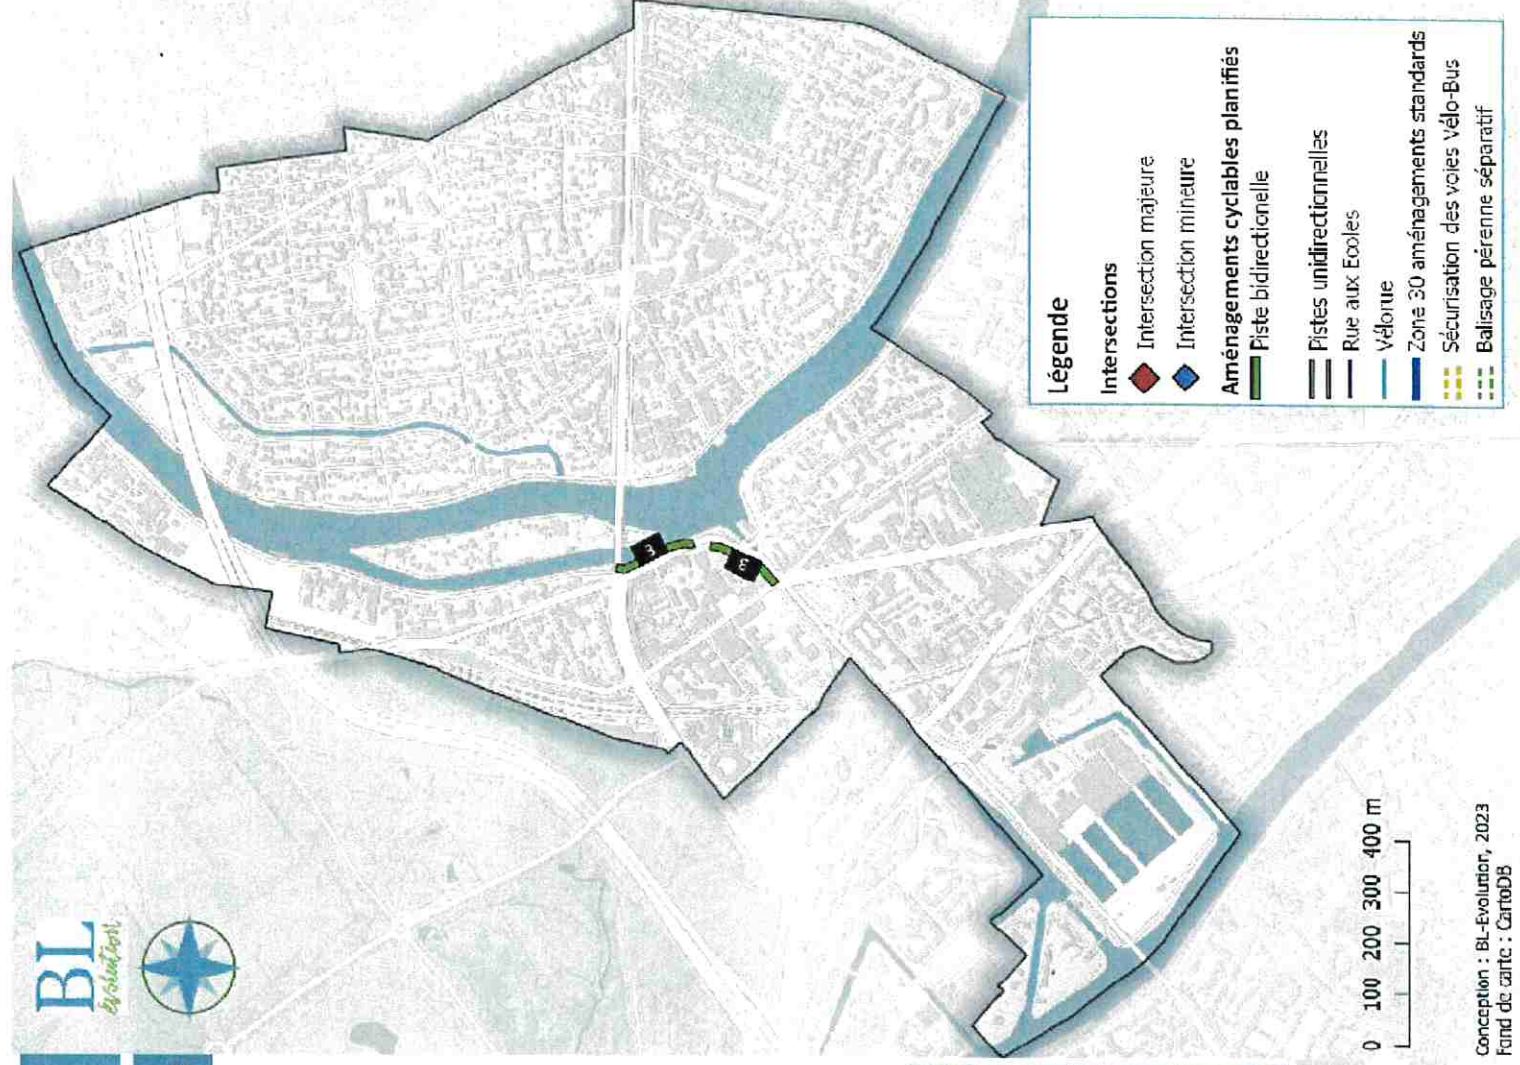 BL
évolution
3
3
Légende
Intersections
Intersection majeure
Intersection mineure
Aménagements cyclables planifiés
Piste bidirectionelle
Pistes unidirectionnelles
Rue aux Ecoles
Vélorue
Zone 30 aménagements standards
Sécurisation des voies Vélo-Bus
Balisage pérenne séparatif
0 100 200 300 400 m
Conception : BL-Evolution, 2023
Fond de carte : CartoDB